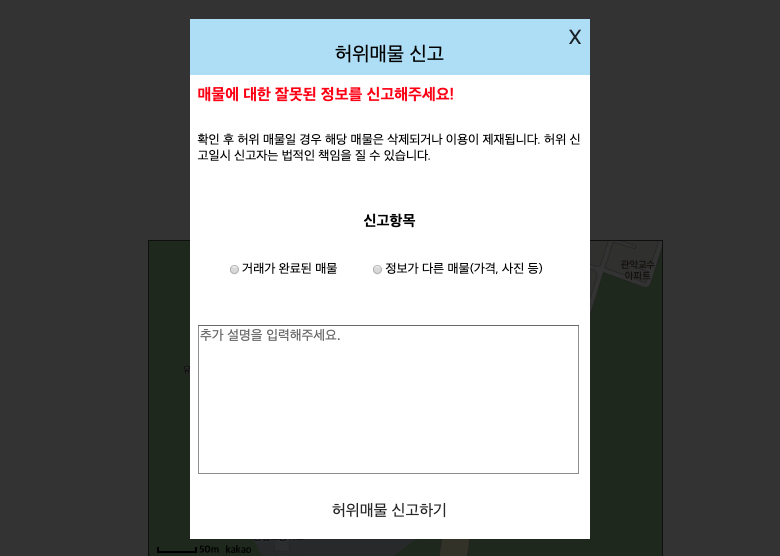 X
허위매물 신고
매물에 대한 잘못된 정보를 신고해주세요!
확인 후 허위 매물일 경우 해당 매물은 삭제되거나 이용이 제재됩니다. 허위 신
고일시 신고자는 법적인 책임을 질 수 있습니다.
신고항목
거래가 완료된 매물 정보가 다른 매물(가격, 사진 등)
관악교수
아파트
추가 설명을 입력해주세요.
허위매물 신고하기
50m kakao